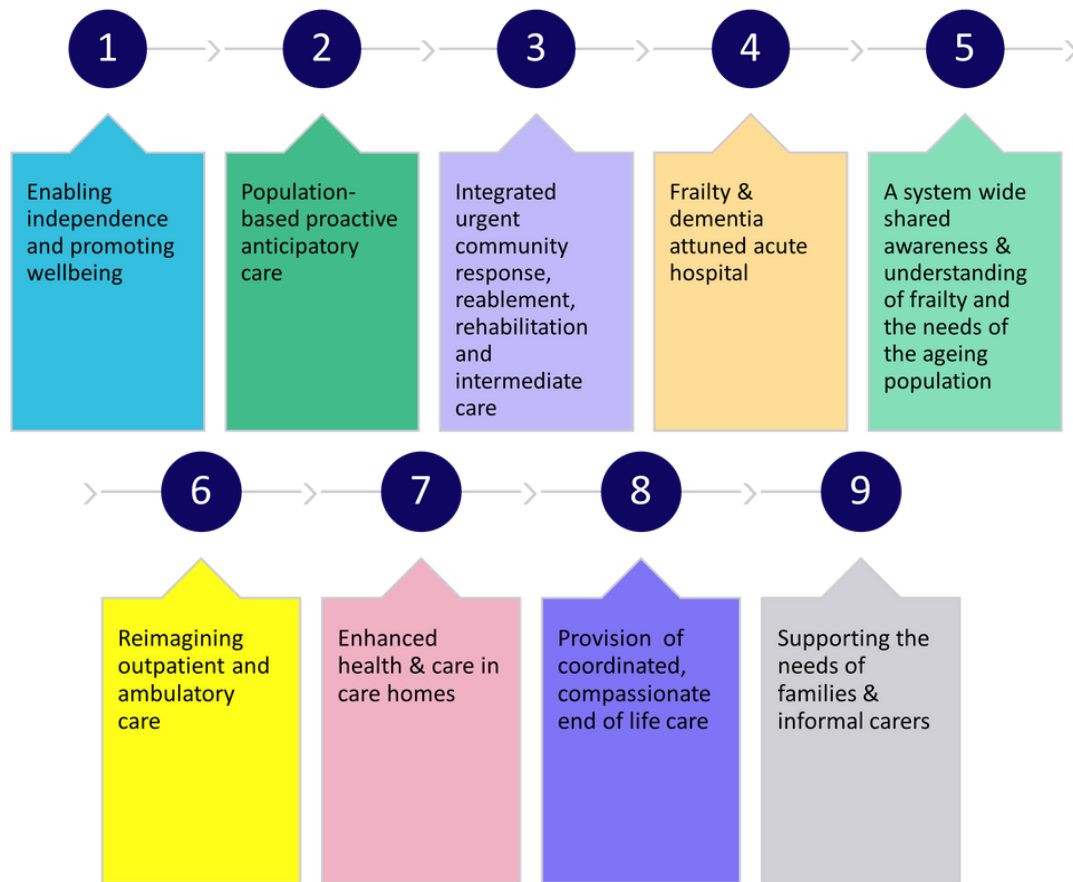 1
2
3
4
5
Enabling
independence
and promoting
wellbeing
Population-
based proactive
anticipatory
care
Integrated
urgent
community
response,
reablement,
rehabilitation
and
intermediate
care
Frailty &
dementia
attuned acute
hospital
A system wide
shared
awareness &
understanding
of frailty and
the needs of
the ageing
population
6
7
8
9
Reimagining
outpatient and
ambulatory
care
Enhanced
health & care in
care homes
Provision of
coordinated,
compassionate
end of life care
Supporting the
needs of
families &
informal carers